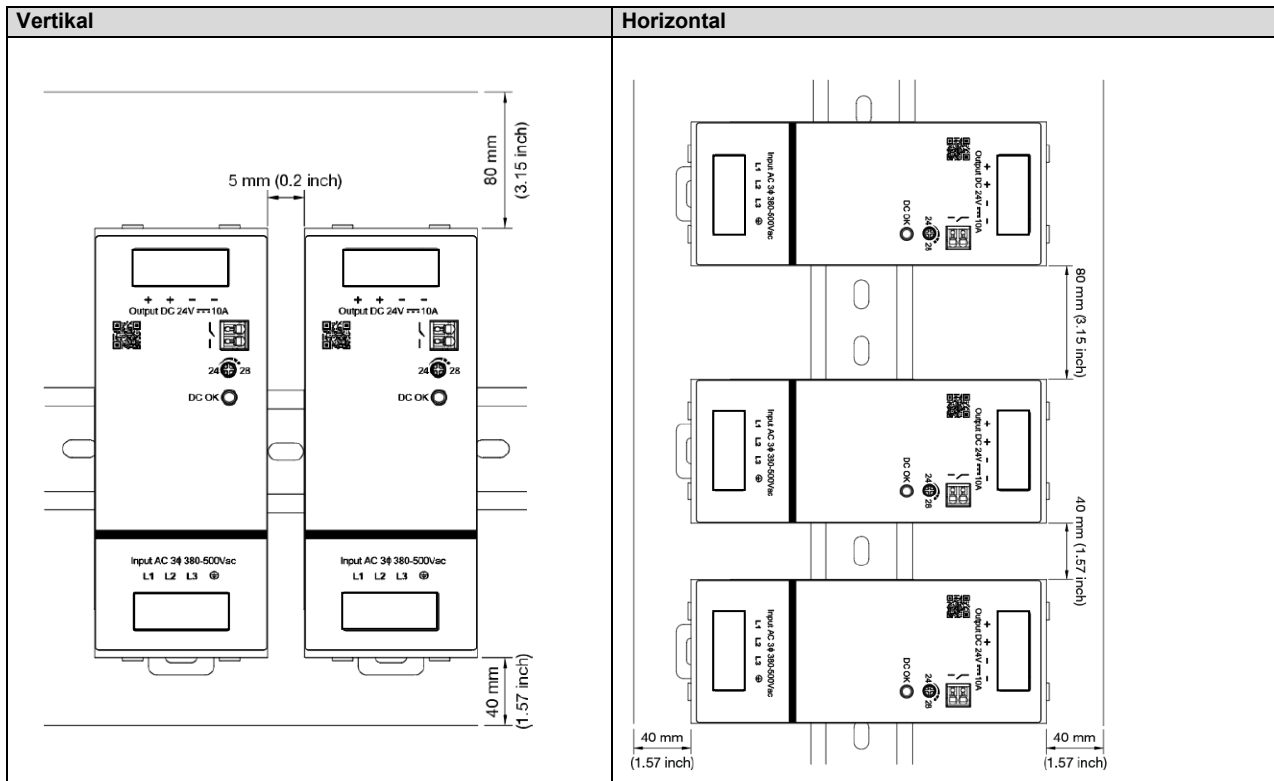 Vertikal
Horizontal
80 mm
(3.15 inch)
5 mm (0.2 inch)
+ + - -
Output DC 24V ⎓ 10A
24 28
DC OK
Input AC 3ϕ 380-500Vac
L1 L2 L3 ⏚
+ + - -
Output DC 24V ⎓ 10A
24 28
DC OK
Input AC 3ϕ 380-500Vac
L1 L2 L3 ⏚
40 mm
(1.57 inch)
Input AC 3ϕ 380-500Vac
L1 L2 L3 ⏚
DC OK
24 28
Output DC 24V ⎓ 10A
+ + - -
80 mm (3.15 inch)
Input AC 3ϕ 380-500Vac
L1 L2 L3 ⏚
DC OK
24 28
Output DC 24V ⎓ 10A
+ + - -
40 mm (1.57 inch)
Input AC 3ϕ 380-500Vac
L1 L2 L3 ⏚
DC OK
24 28
Output DC 24V ⎓ 10A
+ + - -
40 mm
(1.57 inch)
40 mm
(1.57 inch)